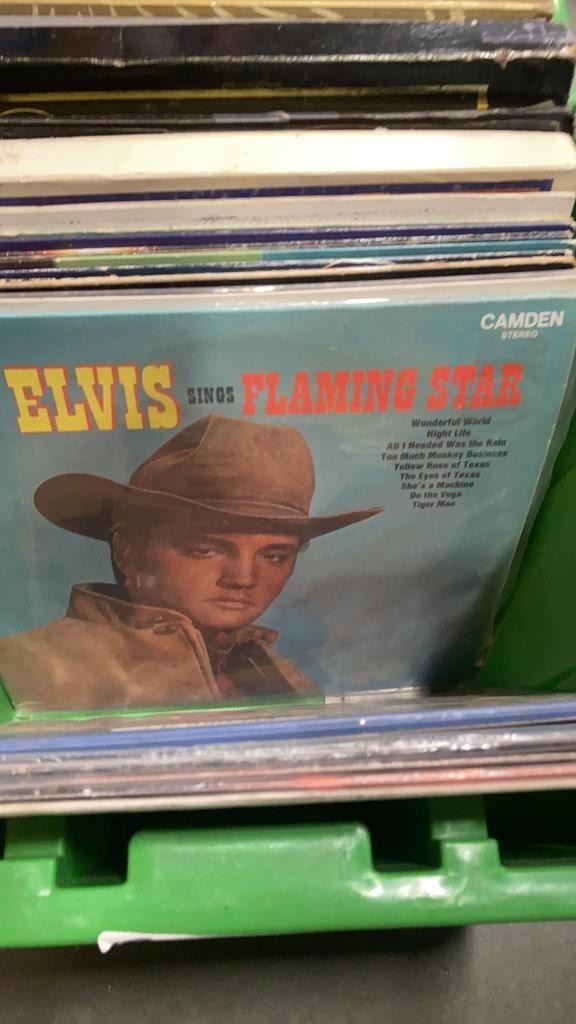 CAMDEN
STEREO
ELVIS SINGS FLAMING STAR
Wonderful World
Night Life
All I Needed Was the Rain
Too Much Monkey Business
Yellow Rose of Texas
The Eyes of Texas
She's a Machine
Do the Vega
Tiger Man